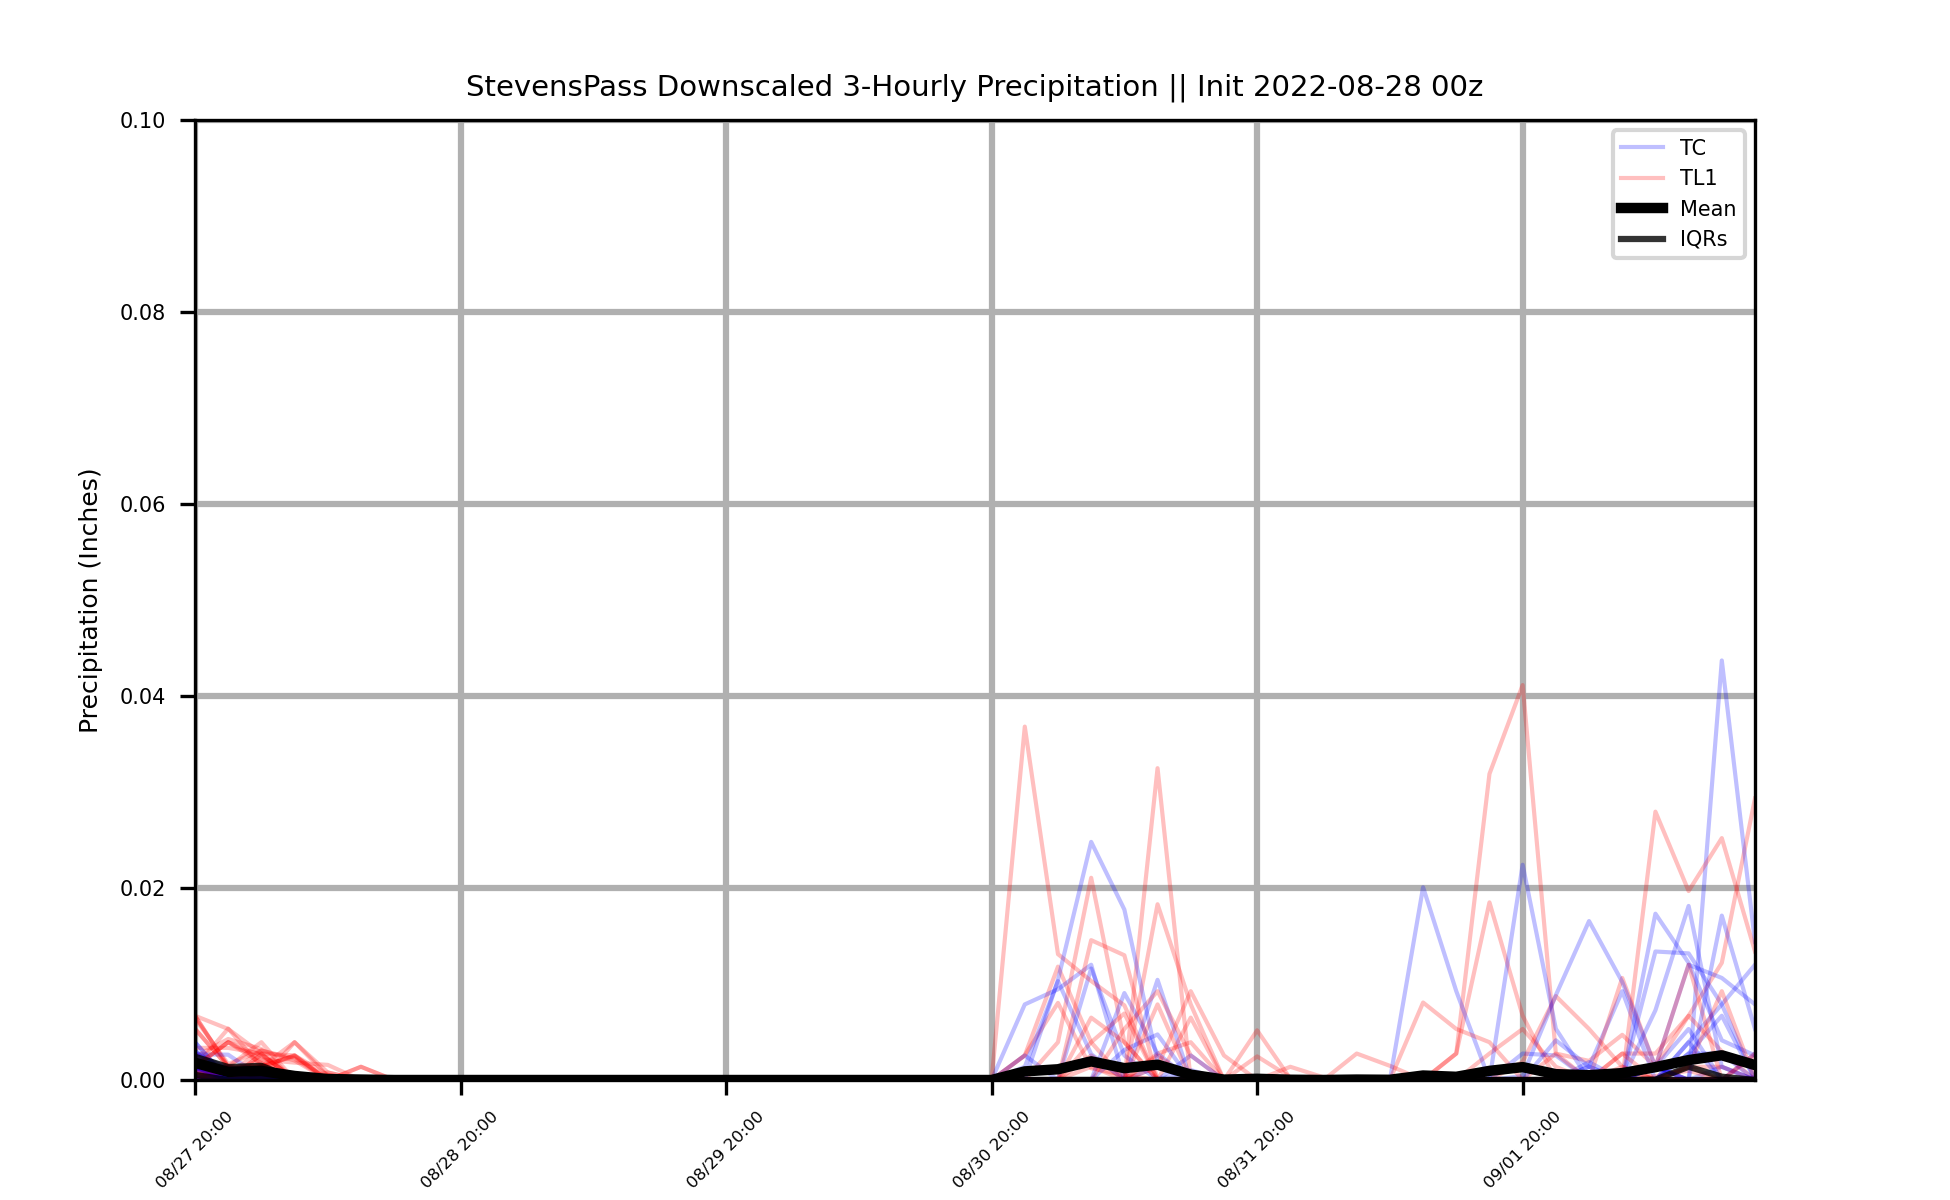 StevensPass Downscaled 3-Hourly Precipitation || Init 2022-08-28 00z
Precipitation (Inches)
0.10
0.08
0.06
0.04
0.02
0.00
TC
TL1
Mean
IQRs
08/27 20:00
08/28 20:00
08/29 20:00
08/30 20:00
08/31 20:00
09/01 20:00